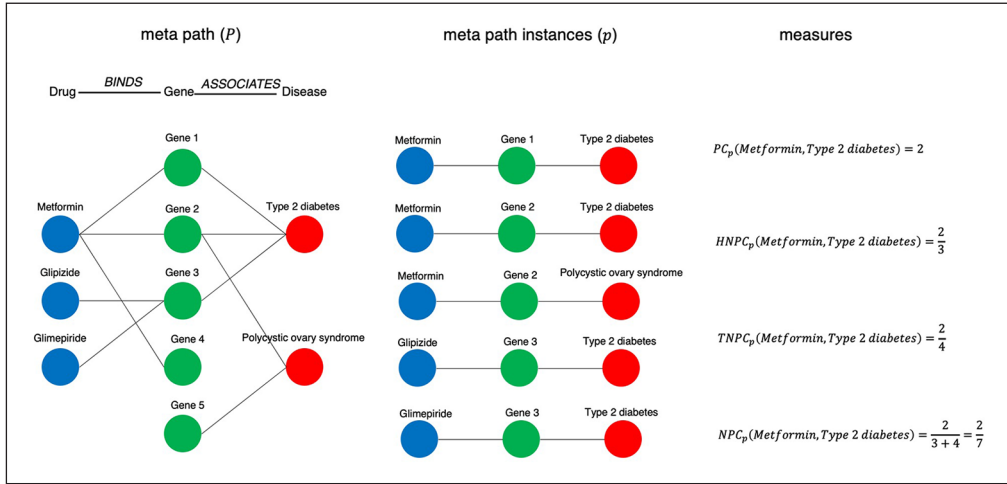 meta path (P)
meta path instances (p)
measures
BINDS
ASSOCIATES
Drug
Gene
Disease
Gene 1
Metformin
Gene 2
Type 2 diabetes
Glipizide
Gene 3
Glimepiride
Gene 4
Polycystic ovary syndrome
Gene 5
Metformin
Gene 1
Type 2 diabetes
Metformin
Gene 2
Type 2 diabetes
Metformin
Gene 2
Polycystic ovary syndrome
Glipizide
Gene 3
Type 2 diabetes
Glimepiride
Gene 3
Type 2 diabetes
PCp(Metformin, Type 2 diabetes) = 2
HNPCp(Metformin, Type 2 diabetes) = 2/3
TNPCp(Metformin, Type 2 diabetes) = 2/4
NPCp(Metformin, Type 2 diabetes) = 2/(3 + 4) = 2/7